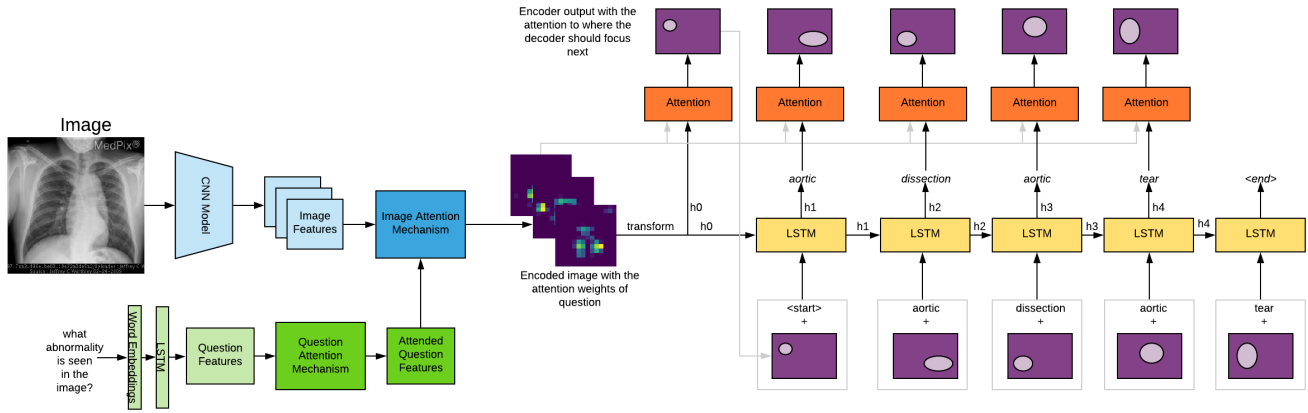 Encoder output with the
attention to where the
decoder should focus
next
Attention
Attention
Attention
Attention
Attention
Image
MedPix
CNN Model
Image
Features
Image Attention
Mechanism
Encoded image with the
attention weights of
question
transform
h0
h0
aortic
dissection
aortic
tear
<end>
h1
h2
h3
h4
LSTM
h1
LSTM
h2
LSTM
h3
LSTM
h4
LSTM
<start>
+
aortic
+
dissection
+
aortic
+
tear
+
what
abnormality
is seen
in the
image?
Word Embeddings
LSTM
Question
Features
Question
Attention
Mechanism
Attended
Question
Features